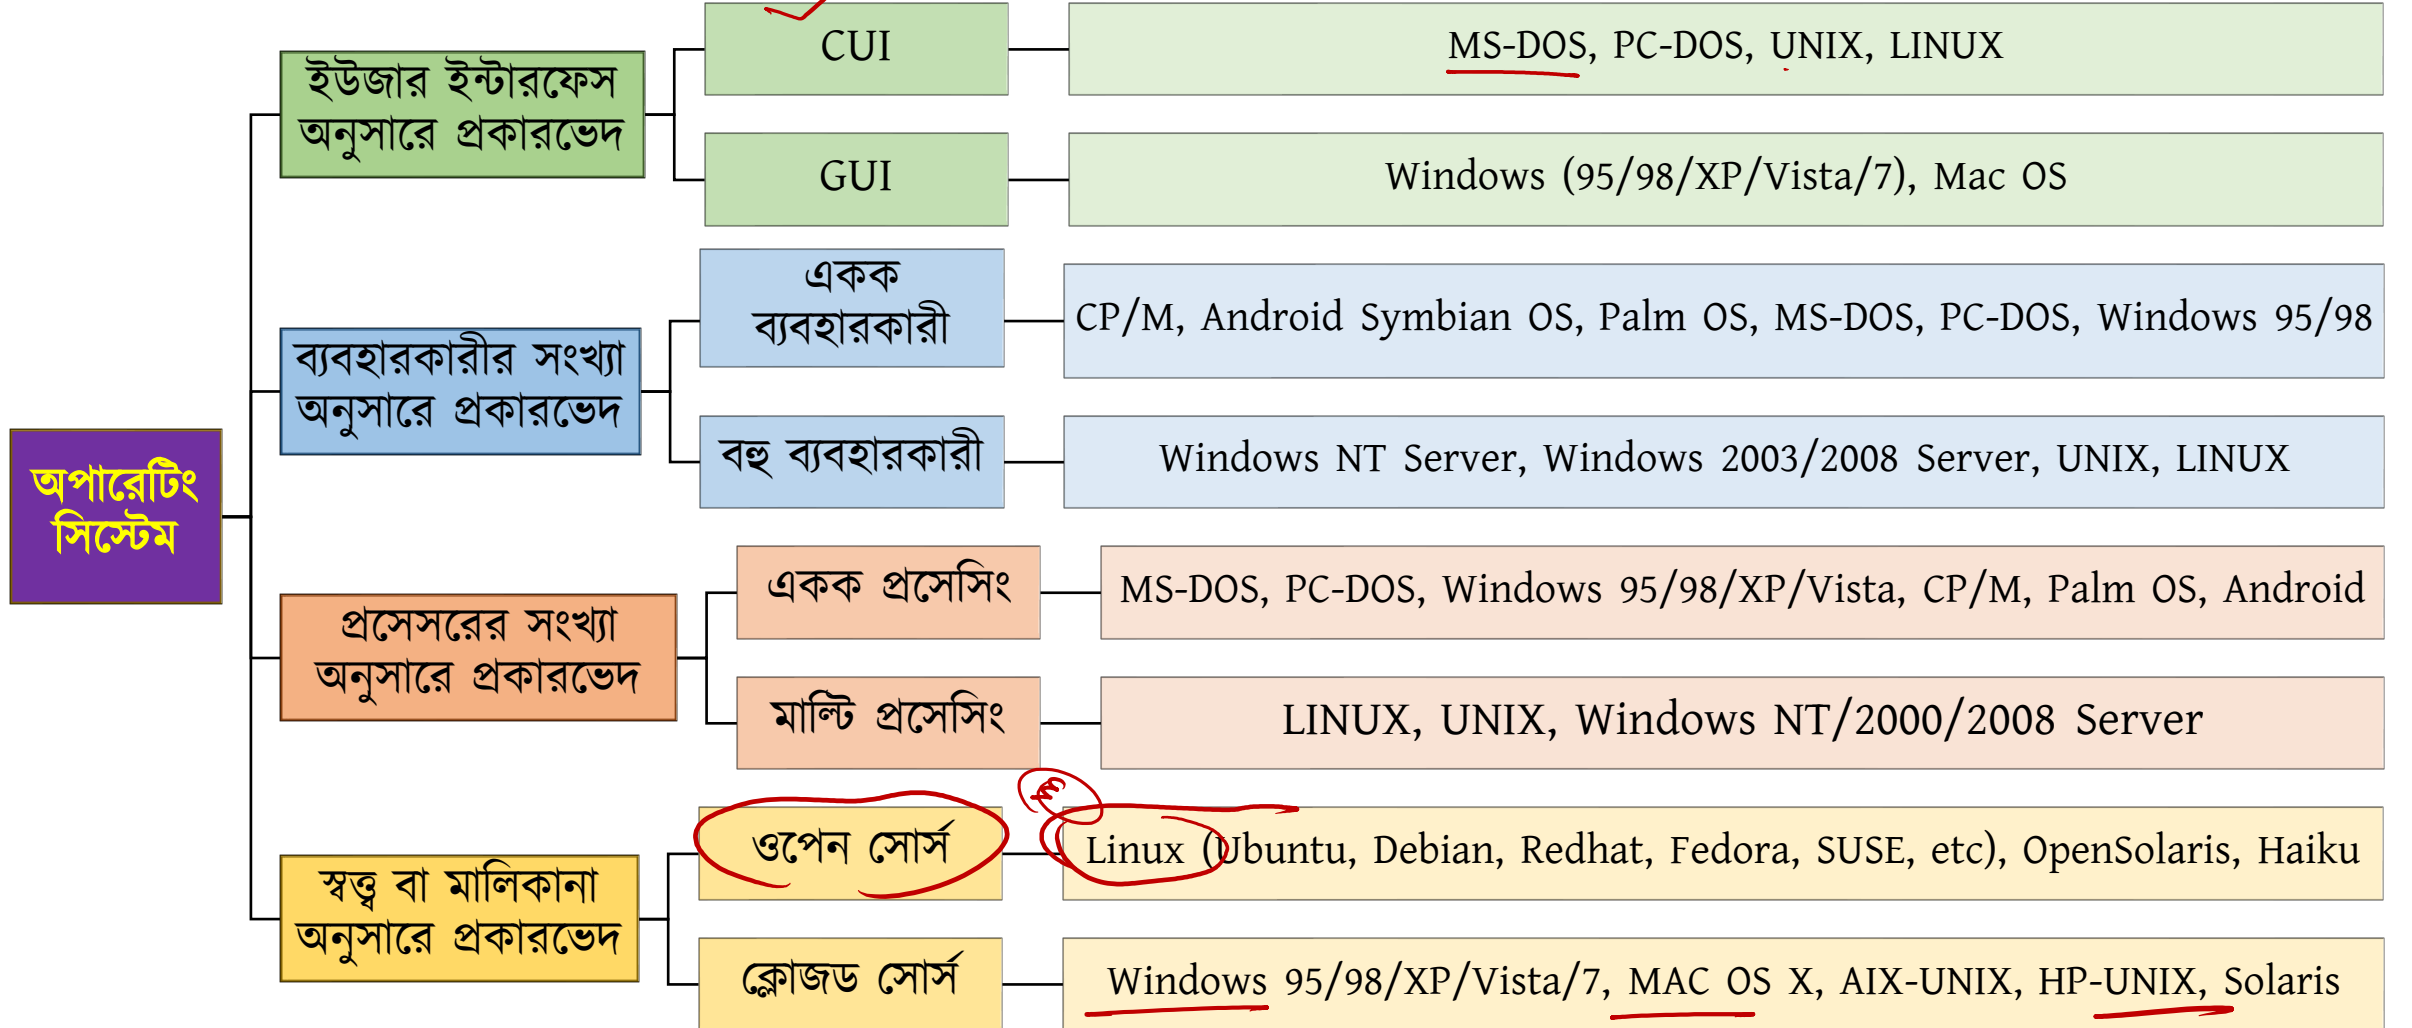 অপারেটিং
সিস্টেম
ইউজার ইন্টারফেস
অনুসারে প্রকারভেদ
CUI
MS-DOS, PC-DOS, UNIX, LINUX
GUI
Windows (95/98/XP/Vista/7), Mac OS
ব্যবহারকারীর সংখ্যা
অনুসারে প্রকারভেদ
একক
ব্যবহারকারী
CP/M, Android Symbian OS, Palm OS, MS-DOS, PC-DOS, Windows 95/98
বহু ব্যবহারকারী
Windows NT Server, Windows 2003/2008 Server, UNIX, LINUX
প্রসেসরের সংখ্যা
অনুসারে প্রকারভেদ
একক প্রসেসিং
MS-DOS, PC-DOS, Windows 95/98/XP/Vista, CP/M, Palm OS, Android
মাল্টি প্রসেসিং
LINUX, UNIX, Windows NT/2000/2008 Server
স্বত্ত্ব বা মালিকানা
অনুসারে প্রকারভেদ
ওপেন সোর্স
Linux (Ubuntu, Debian, Redhat, Fedora, SUSE, etc), OpenSolaris, Haiku
ক্লোজড সোর্স
Windows 95/98/XP/Vista/7, MAC OS X, AIX-UNIX, HP-UNIX, Solaris